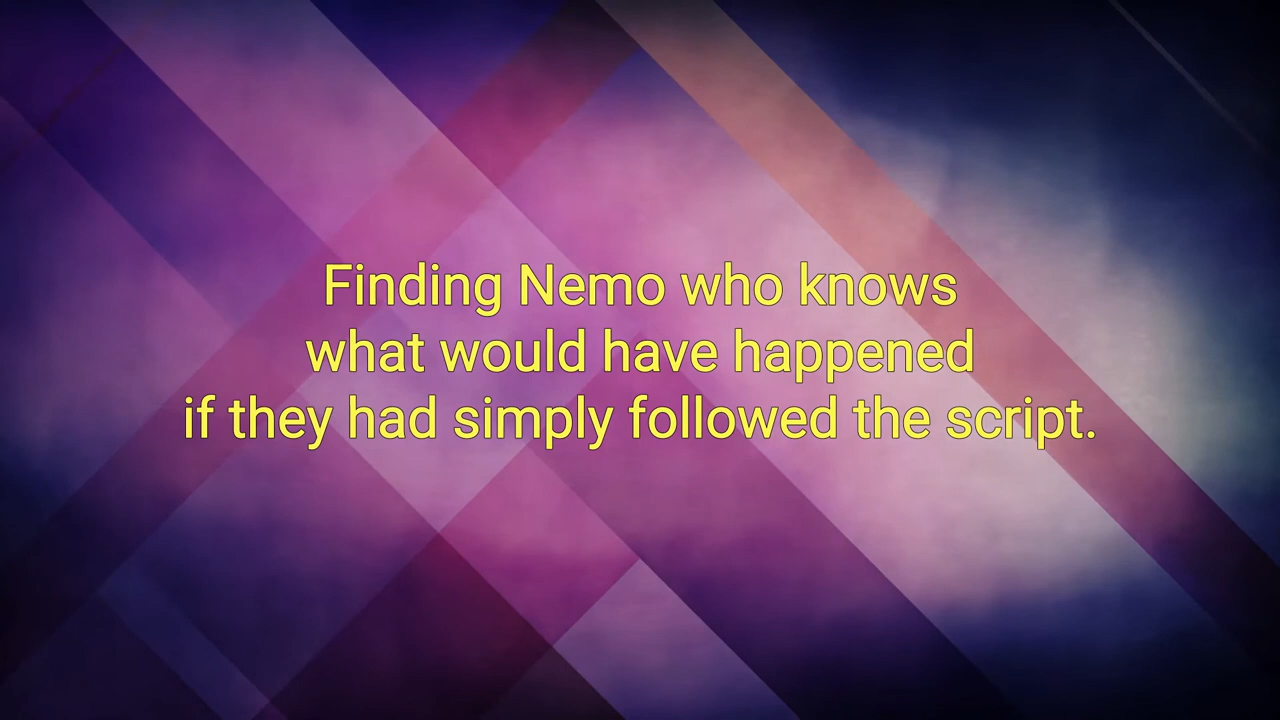 Finding Nemo who knows
what would have happened
if they had simply followed the script.